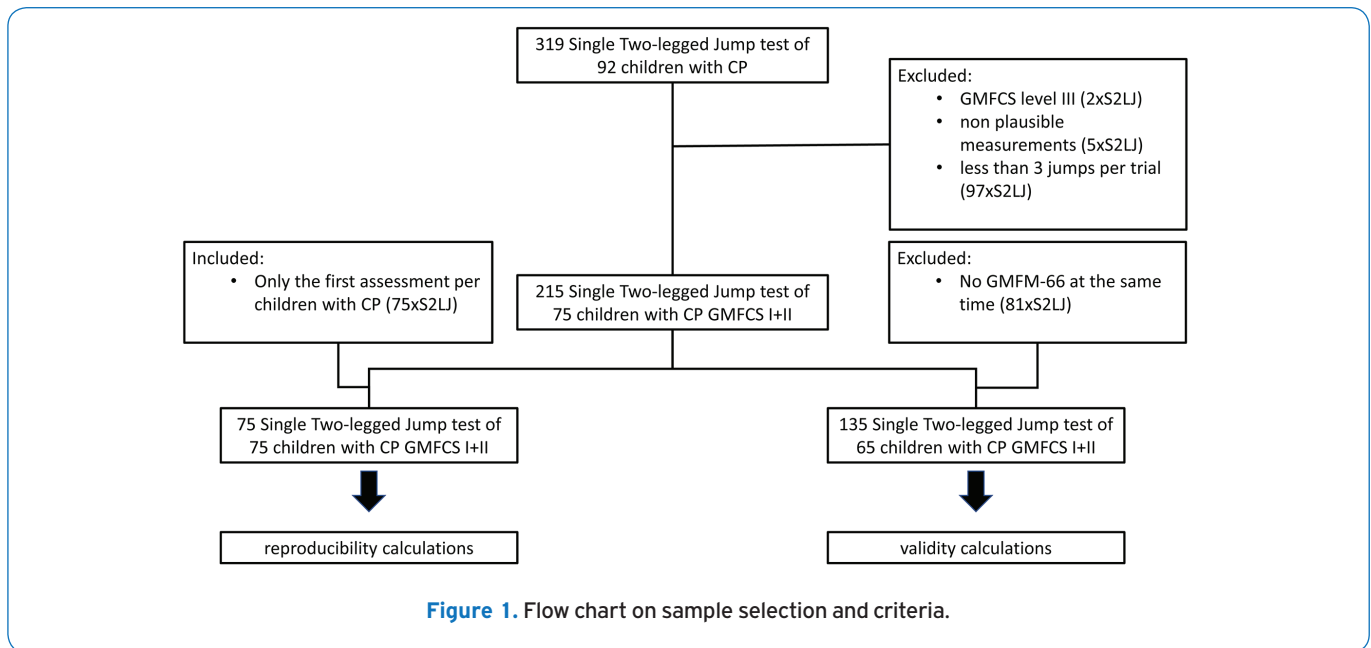 319 Single Two-legged Jump test of
92 children with CP
Excluded:
• GMFCS level III (2xS2LJ)
• non plausible
measurements (5xS2LJ)
• less than 3 jumps per trial
(97xS2LJ)
Included:
• Only the first assessment per
children with CP (75xS2LJ)
215 Single Two-legged Jump test of
75 children with CP GMFCS I+II
Excluded:
• No GMFM-66 at the same
time (81xS2LJ)
75 Single Two-legged Jump test of
75 children with CP GMFCS I+II
135 Single Two-legged Jump test of
65 children with CP GMFCS I+II
reproducibility calculations
validity calculations
Figure 1. Flow chart on sample selection and criteria.